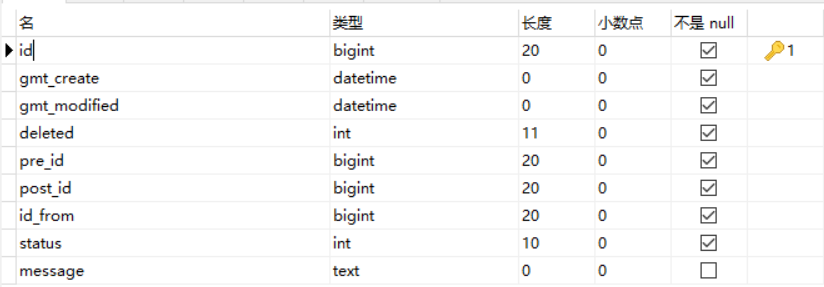 名 类型 长度 小数点 不是 null
id bigint 20 0 1
gmt_create datetime 0 0
gmt_modified datetime 0 0
deleted int 11 0
pre_id bigint 20 0
post_id bigint 20 0
id_from bigint 20 0
status int 10 0
message text 0 0